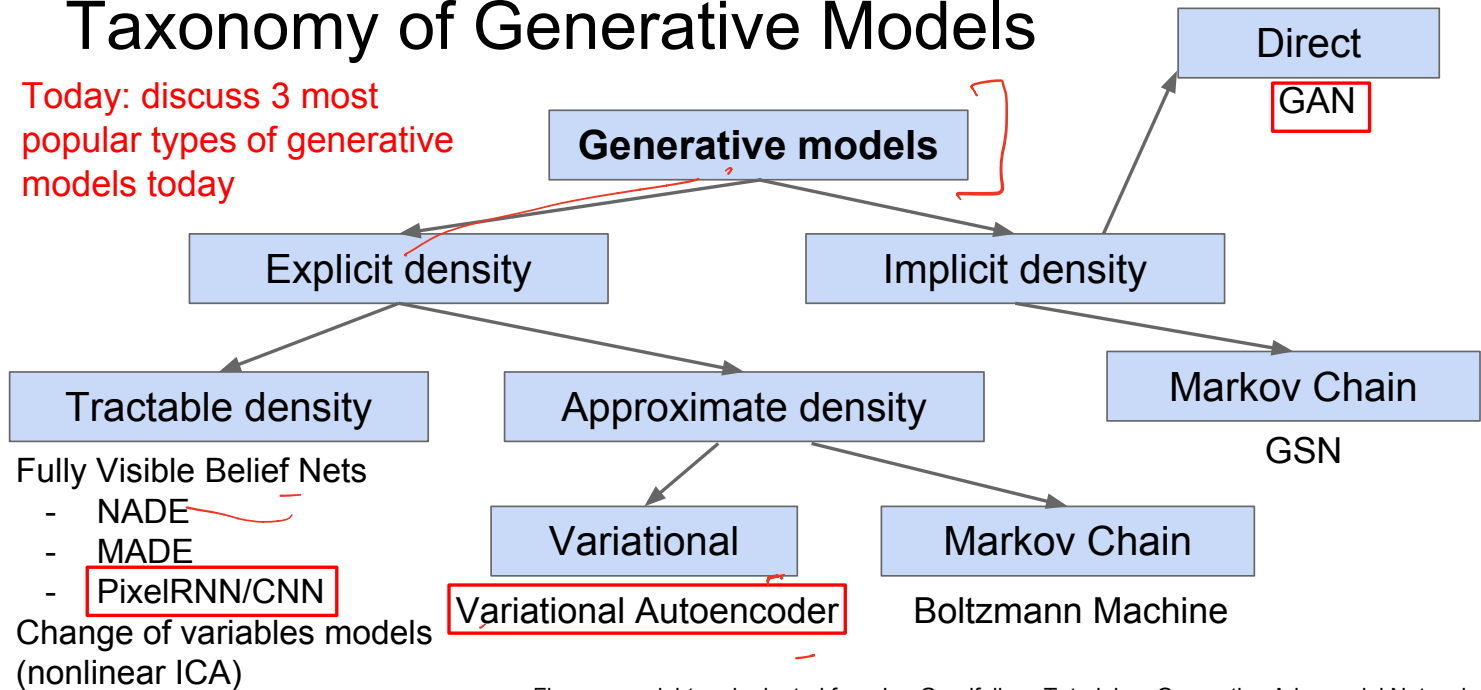 Taxonomy of Generative Models
Today: discuss 3 most
popular types of generative
models today
Direct
GAN
Generative models
Explicit density
Implicit density
Tractable density
Approximate density
Markov Chain
GSN
Fully Visible Belief Nets
- NADE
- MADE
- PixelRNN/CNN
Change of variables models
(nonlinear ICA)
Variational
Variational Autoencoder
Markov Chain
Boltzmann Machine